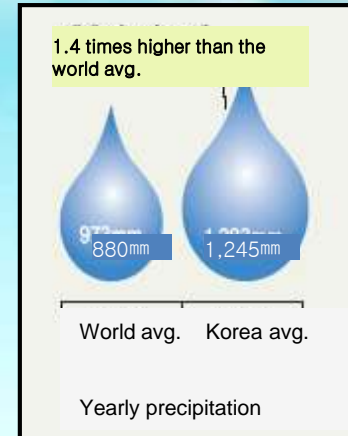 1.4 times higher than the
world avg.
880mm 1,245mm
World avg. Korea avg.
Yearly precipitation